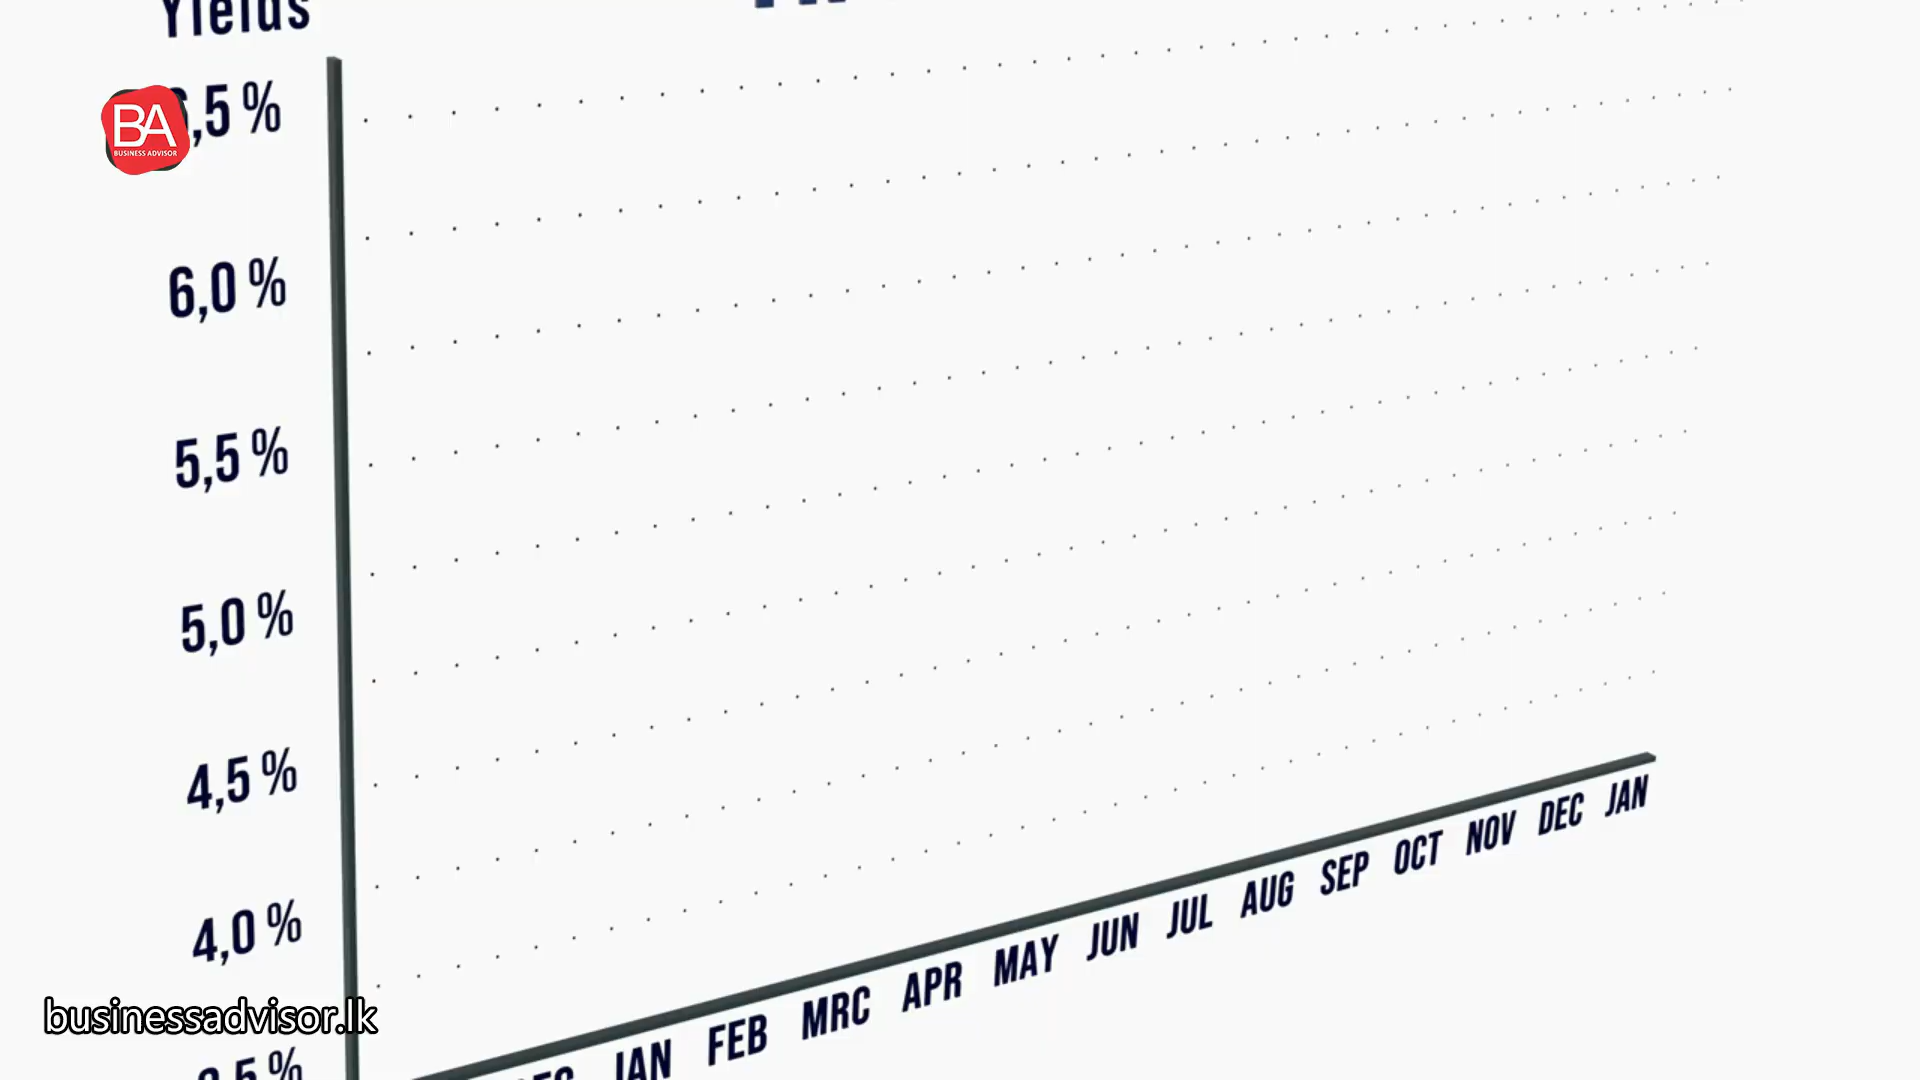 Yields
BA
BUSINESS ADVISOR
,5 %
6,0 %
5,5 %
5,0 %
4,5 %
4,0 %
JAN FEB MRC APR MAY JUN JUL AUG SEP OCT NOV DEC JAN
businessadvisor.lk